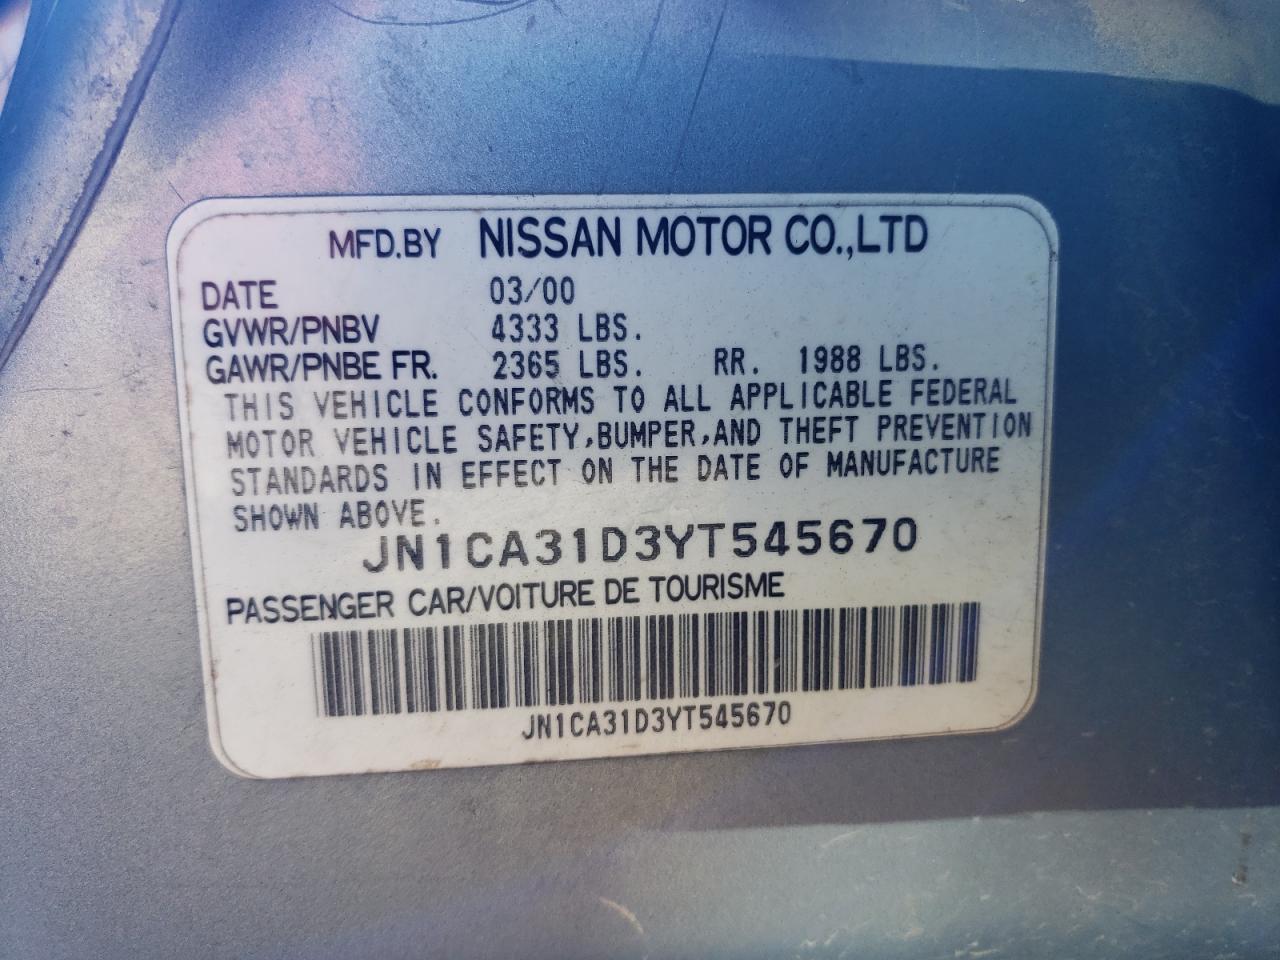 MFD.BY NISSAN MOTOR CO.,LTD
DATE 03/00
GVWR/PNBV 4333 LBS.
GAWR/PNBE FR. 2365 LBS. RR. 1988 LBS.
THIS VEHICLE CONFORMS TO ALL APPLICABLE FEDERAL
MOTOR VEHICLE SAFETY,BUMPER,AND THEFT PREVENTION
STANDARDS IN EFFECT ON THE DATE OF MANUFACTURE
SHOWN ABOVE.
JN1CA31D3YT545670
PASSENGER CAR/VOITURE DE TOURISME
JN1CA31D3YT545670